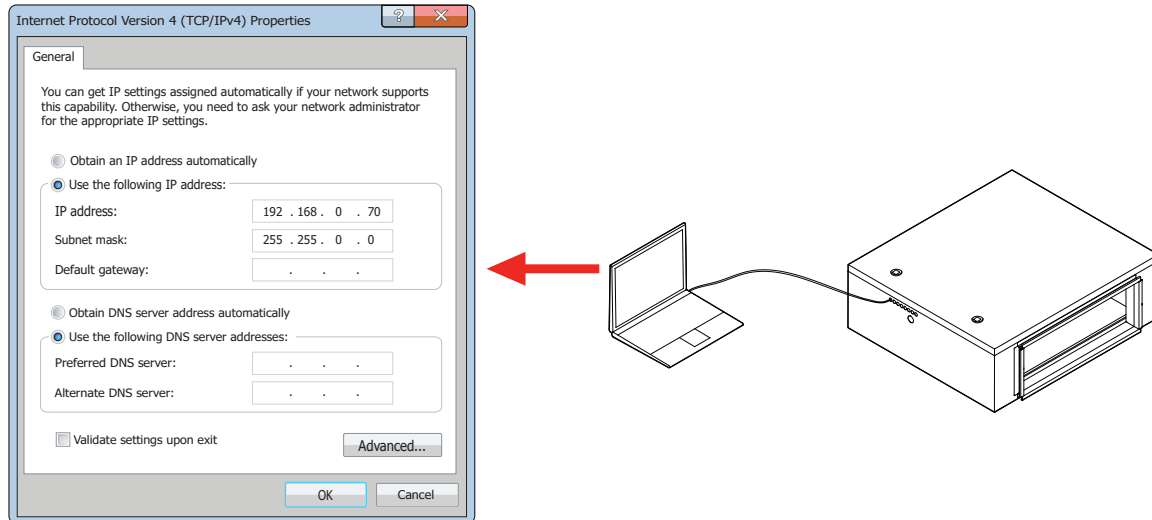 Internet Protocol Version 4 (TCP/IPv4) Properties
?
X
General
You can get IP settings assigned automatically if your network supports
this capability. Otherwise, you need to ask your network administrator
for the appropriate IP settings.
Obtain an IP address automatically
Use the following IP address:
IP address: 192 . 168 . 0 . 70
Subnet mask: 255 . 255 . 0 . 0
Default gateway: . . .
Obtain DNS server address automatically
Use the following DNS server addresses:
Preferred DNS server: . . .
Alternate DNS server: . . .
Validate settings upon exit
Advanced...
OK Cancel